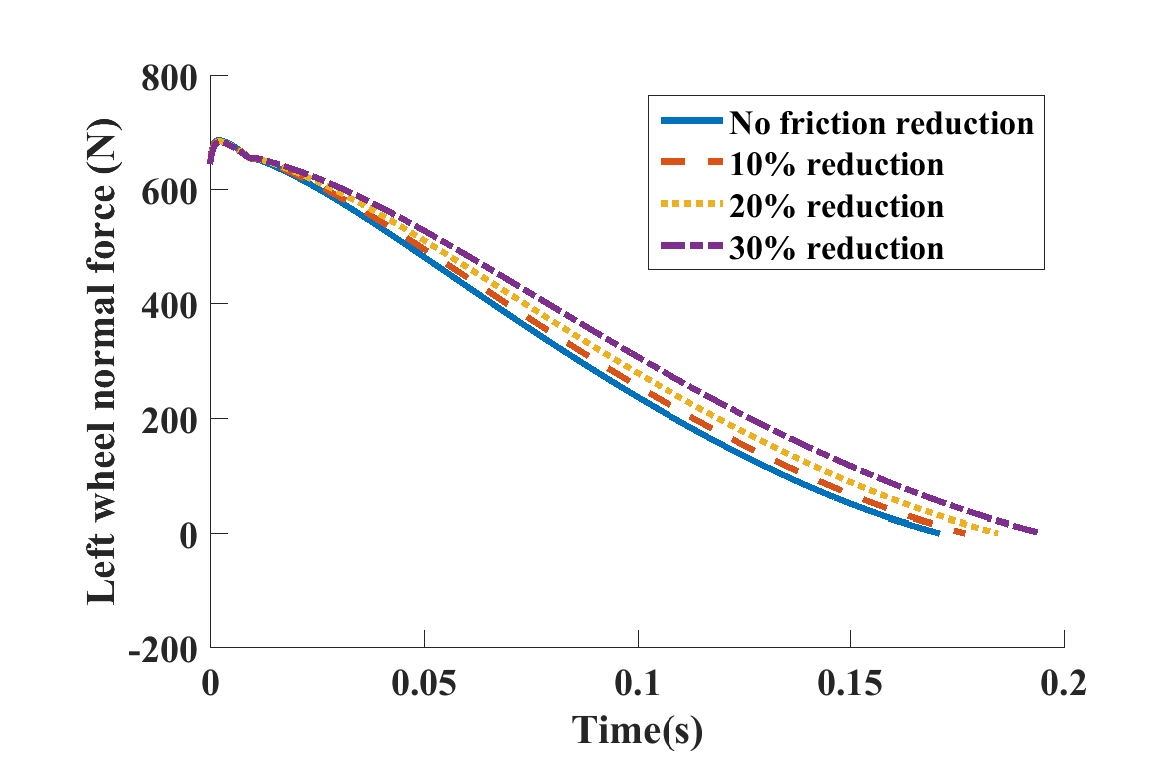 800
600
400
200
0
-200
Left wheel normal force (N)
No friction reduction
10% reduction
20% reduction
30% reduction
0
0.05
0.1
0.15
0.2
Time(s)